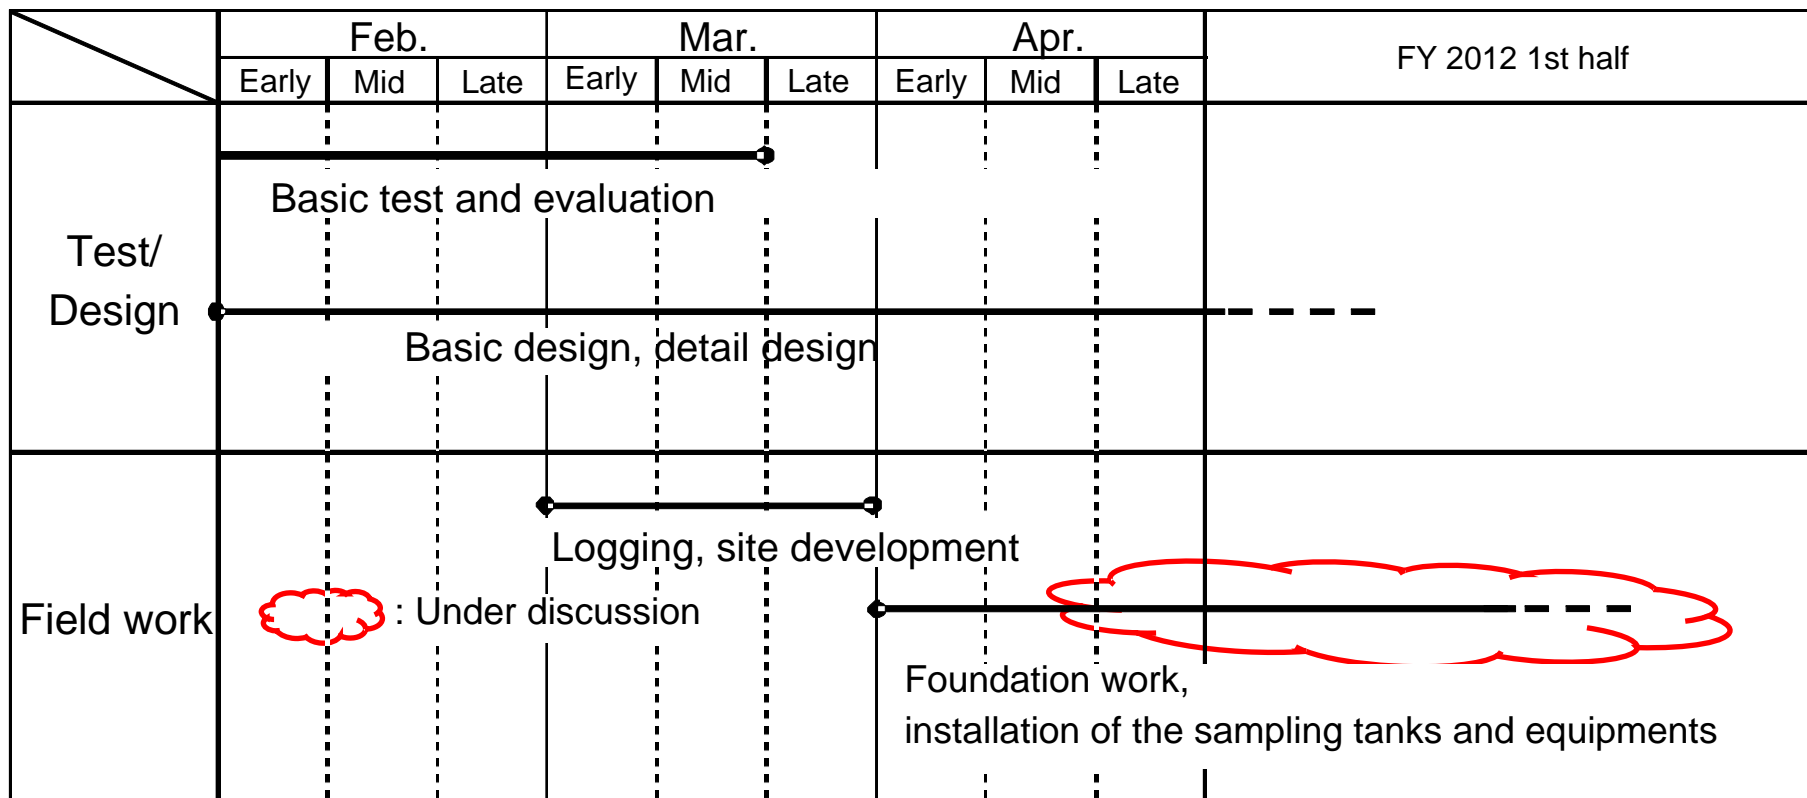 Feb.
Mar.
Apr.
FY 2012 1st half
Early
Mid
Late
Early
Mid
Late
Early
Mid
Late
Test/
Design
Basic test and evaluation
Basic design, detail design
Field work
Logging, site development
: Under discussion
Foundation work,
installation of the sampling tanks and equipments